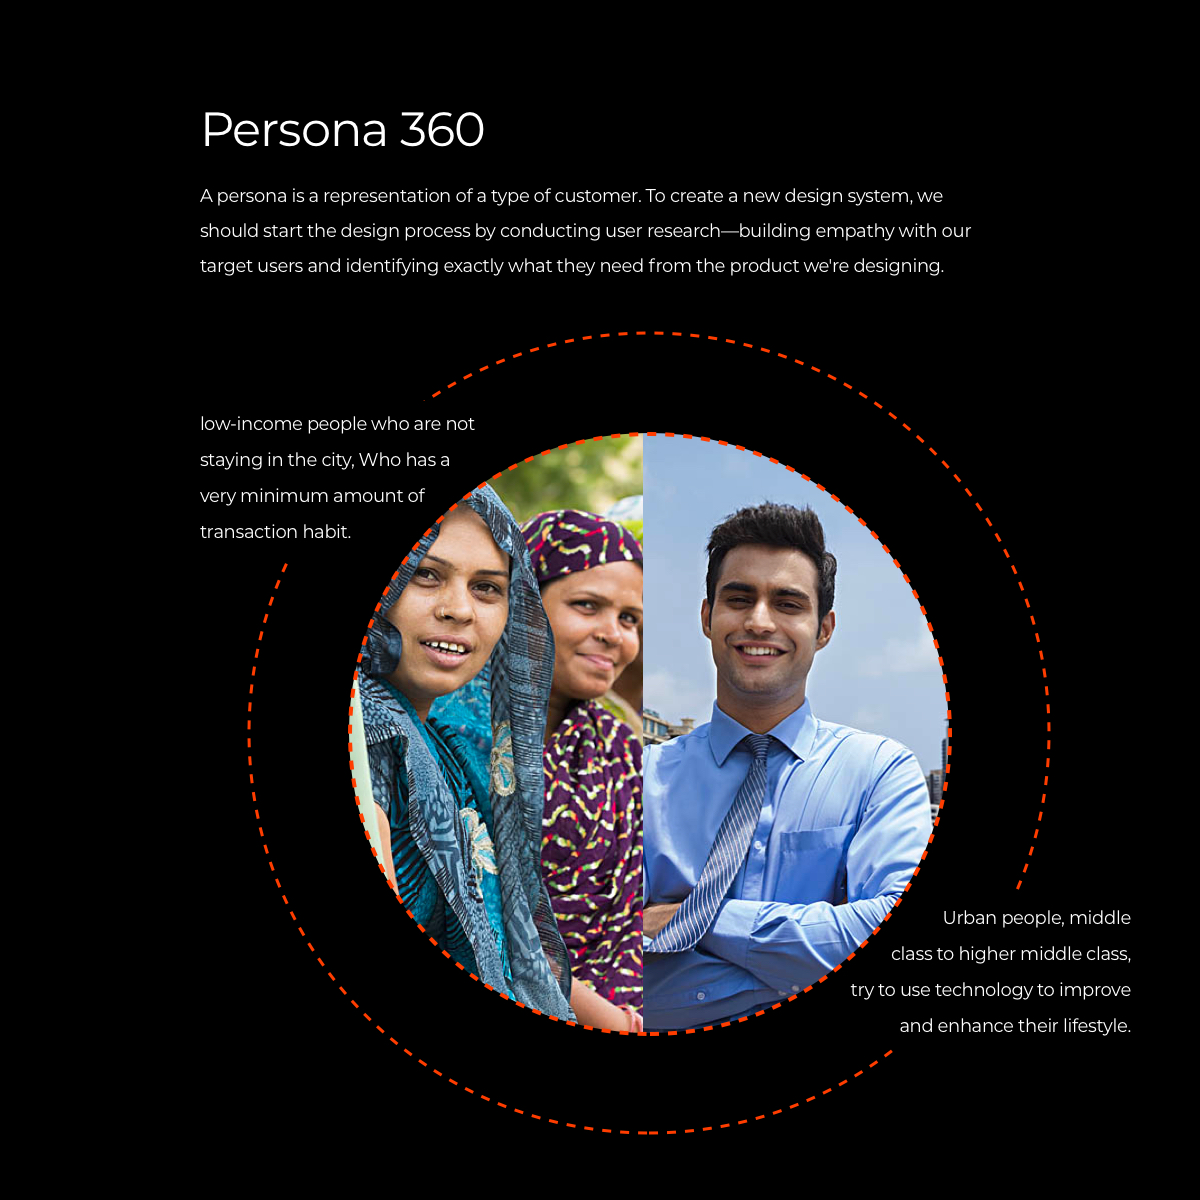 Persona 360
A persona is a representation of a type of customer. To create a new design system, we
should start the design process by conducting user research—building empathy with our
target users and identifying exactly what they need from the product we're designing.
low-income people who are not
staying in the city, Who has a
very minimum amount of
transaction habit.
Urban people, middle
class to higher middle class,
try to use technology to improve
and enhance their lifestyle.